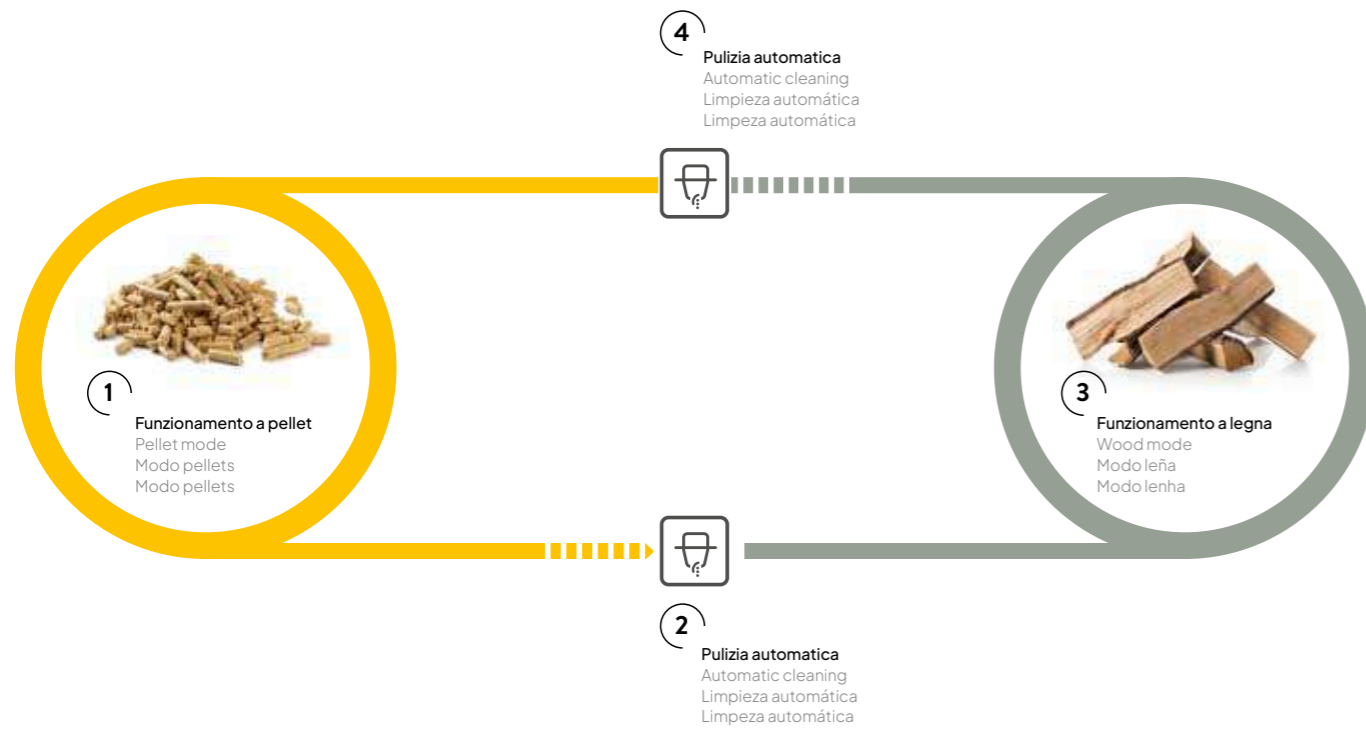 4
Pulizia automatica
Automatic cleaning
Limpieza automática
Limpeza automática
1
Funzionamento a pellet
Pellet mode
Modo pellets
Modo pellets
3
Funzionamento a legna
Wood mode
Modo leña
Modo lenha
2
Pulizia automatica
Automatic cleaning
Limpieza automática
Limpeza automática